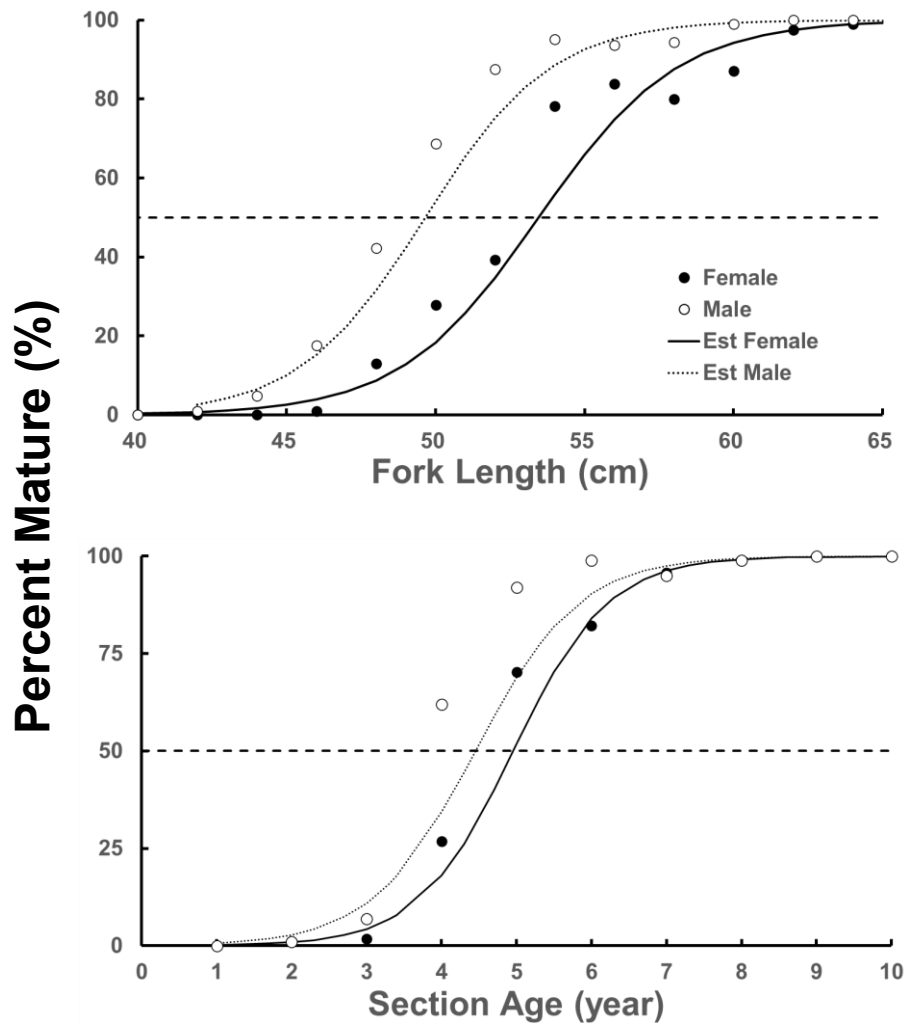 Percent Mature (%)
100
80
60
40
20
0
Female
Male
Est Female
Est Male
40 45 50 55 60 65
Fork Length (cm)
100
75
50
25
0
0 1 2 3 4 5 6 7 8 9 10
Section Age (year)